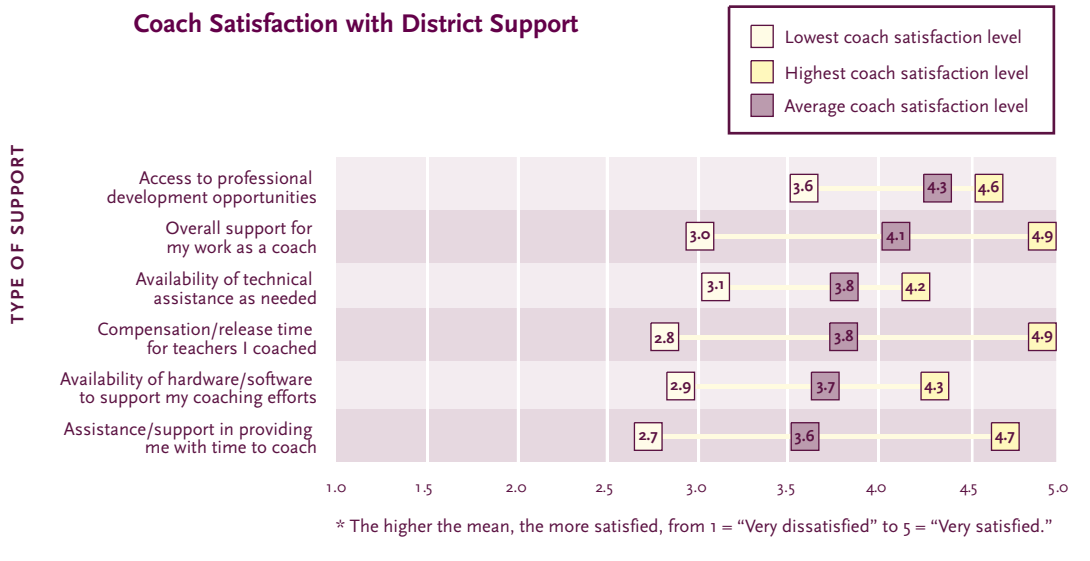 Coach Satisfaction with District Support
Lowest coach satisfaction level
Highest coach satisfaction level
Average coach satisfaction level
TYPE OF SUPPORT
Access to professional
development opportunities
3.6 4.3 4.6
Overall support for
my work as a coach
3.0 4.1 4.9
Availability of technical
assistance as needed
3.1 3.8 4.2
Compensation/release time
for teachers I coached
2.8 3.8 4.9
Availability of hardware/software
to support my coaching efforts
2.9 3.7 4.3
Assistance/support in providing
me with time to coach
2.7 3.6 4.7
1.0 1.5 2.0 2.5 3.0 3.5 4.0 4.5 5.0
* The higher the mean, the more satisfied, from 1 = “Very dissatisfied” to 5 = “Very satisfied.”